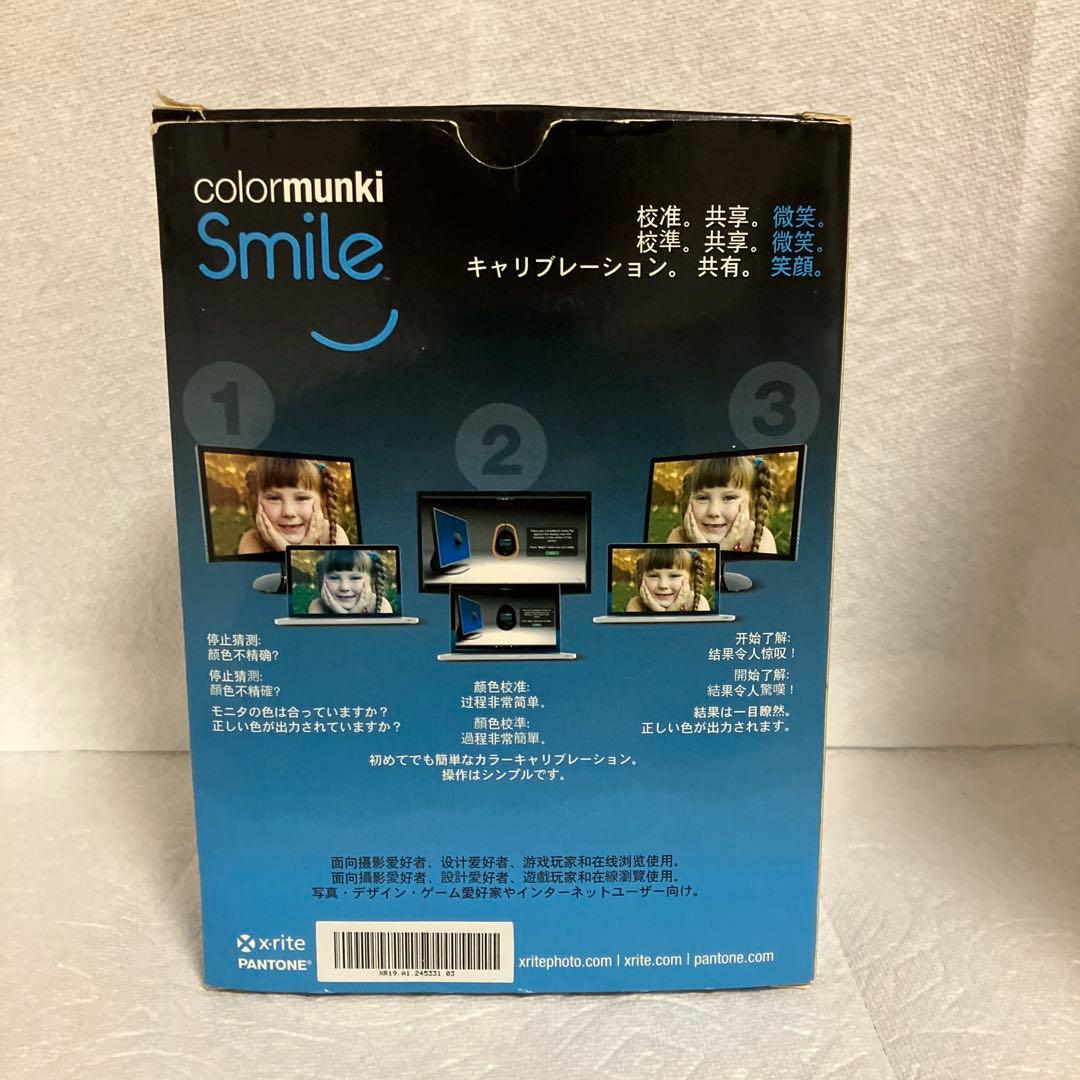 colormunki
Smile™
校准。共享。微笑。
校準。共享。微笑。
キャリブレーション。 共有。 笑顔。
1
2
3
停止猜测:
颜色不精确?
停止猜測:
顏色不精確?
モニタの色は合っていますか?
正しい色が出力されていますか?
颜色校准:
过程非常简单。
顏色校準:
過程非常簡單。
初めてでも簡単なカラーキャリブレーション。
操作はシンプルです。
开始了解:
结果令人惊叹!
開始了解:
結果令人驚嘆!
結果は一目瞭然。
正しい色が出力されます。
面向攝影愛好者、设计爱好者、游戏玩家和在线浏览使用。
面向攝影愛好者、設計愛好者、遊戲玩家和在線瀏覽使用。
写真・デザイン・ゲーム愛好家やインターネットユーザー向け。
x·rite
PANTONE®
XR19 A1 245331 03
xritephoto.com | xrite.com | pantone.com